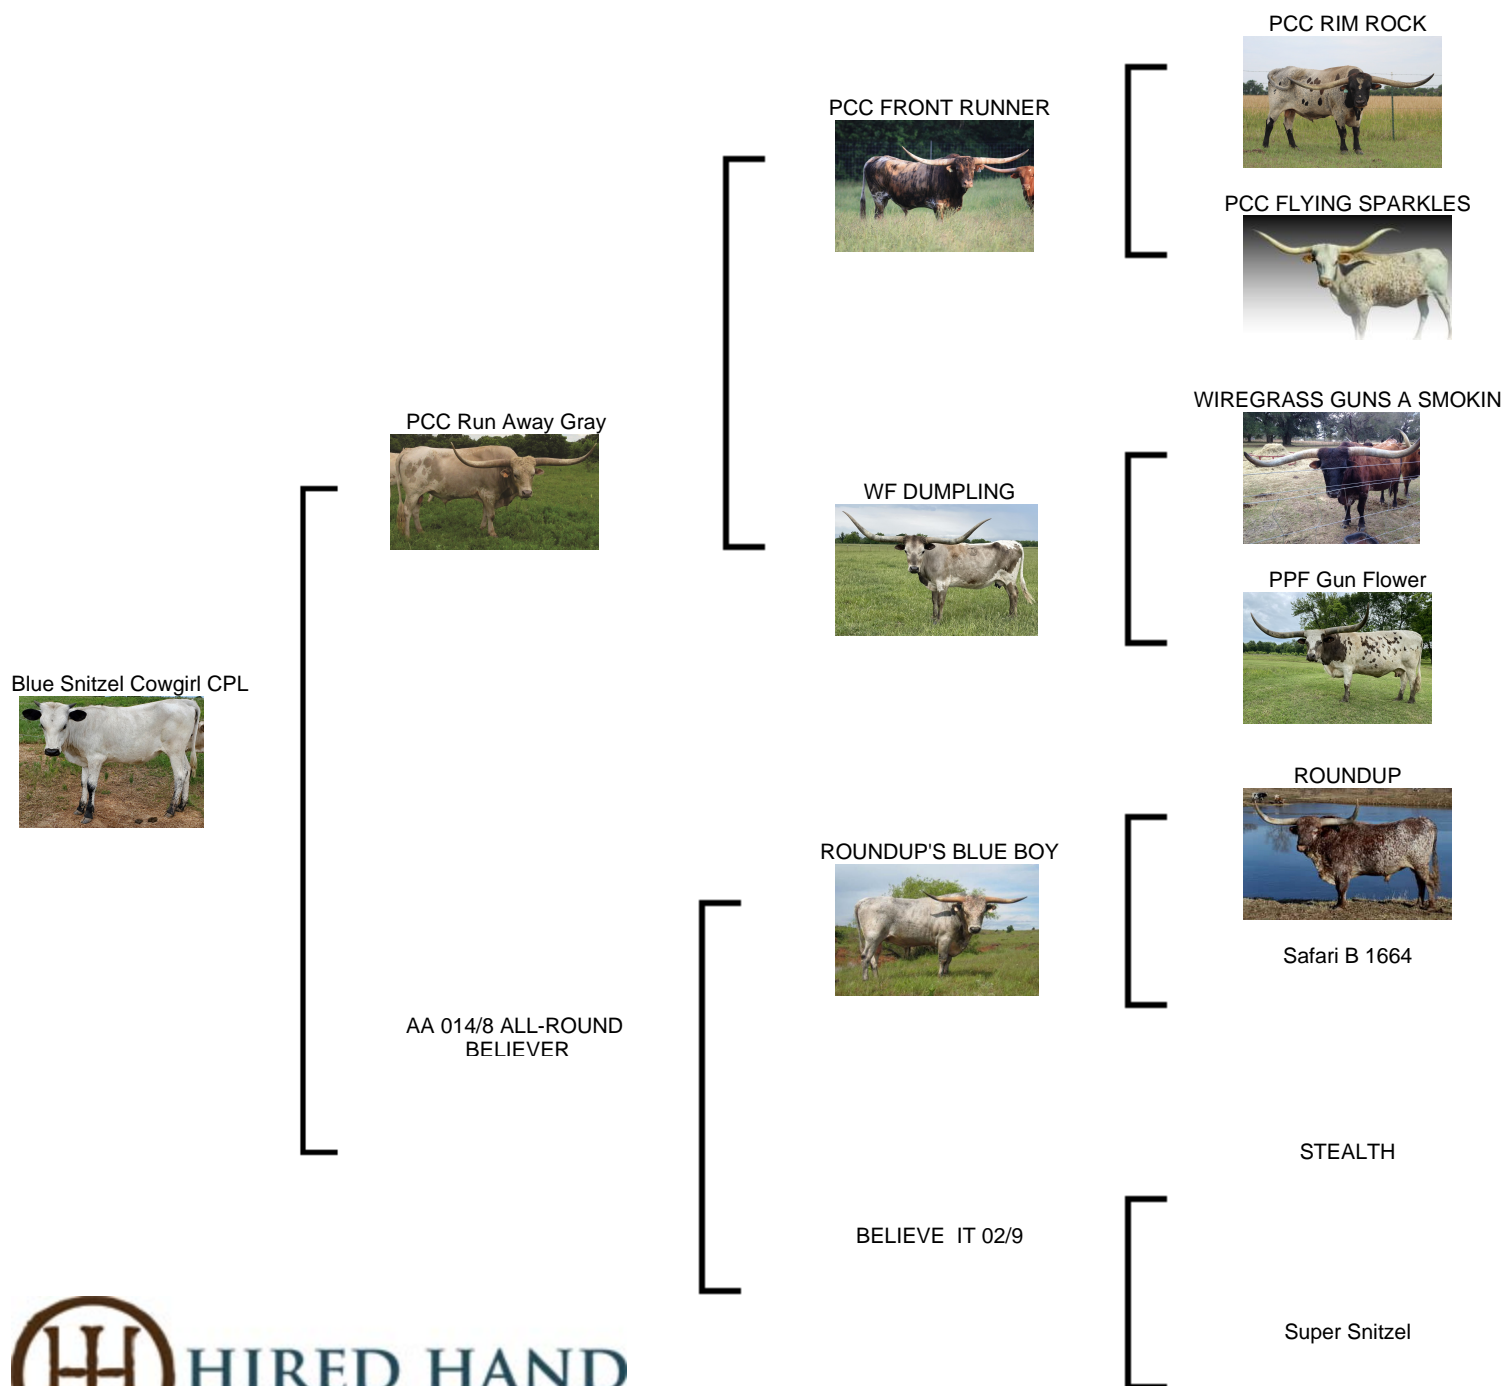 PCC RIM ROCK
PCC FRONT RUNNER
PCC FLYING SPARKLES
WIREGRASS GUNS A SMOKIN
PCC Run Away Gray
WF DUMPLING
PPF Gun Flower
Blue Snitzel Cowgirl CPL
ROUNDUP
ROUNDUP'S BLUE BOY
Safari B 1664
AA 014/8 ALL-ROUND
BELIEVER
STEALTH
BELIEVE  IT 02/9
Super Snitzel
HIRED HAND